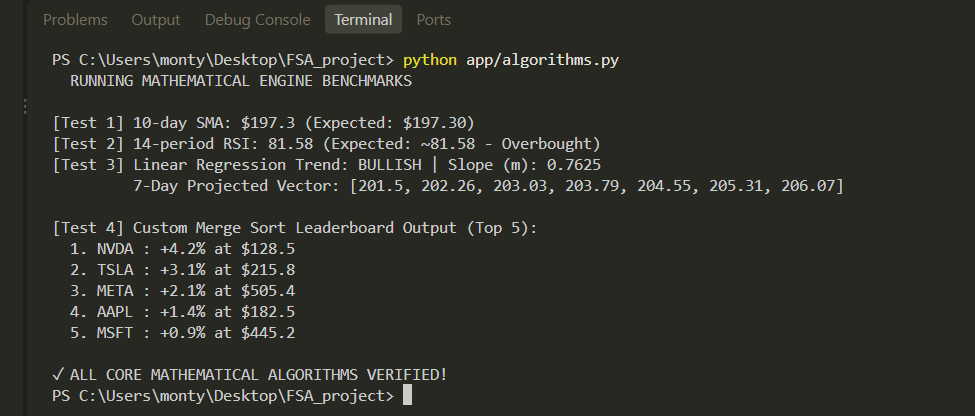 Problems Output Debug Console Terminal Ports
PS C:\Users\monty\Desktop\FSA_project> python app/algorithms.py
RUNNING MATHEMATICAL ENGINE BENCHMARKS
[Test 1] 10-day SMA: $197.3 (Expected: $197.30)
[Test 2] 14-period RSI: 81.58 (Expected: ~81.58 - Overbought)
[Test 3] Linear Regression Trend: BULLISH | Slope (m): 0.7625
7-Day Projected Vector: [201.5, 202.26, 203.03, 203.79, 204.55, 205.31, 206.07]
[Test 4] Custom Merge Sort Leaderboard Output (Top 5):
1. NVDA : +4.2% at $128.5
2. TSLA : +3.1% at $215.8
3. META : +2.1% at $505.4
4. AAPL : +1.4% at $182.5
5. MSFT : +0.9% at $445.2
✓ ALL CORE MATHEMATICAL ALGORITHMS VERIFIED!
PS C:\Users\monty\Desktop\FSA_project>